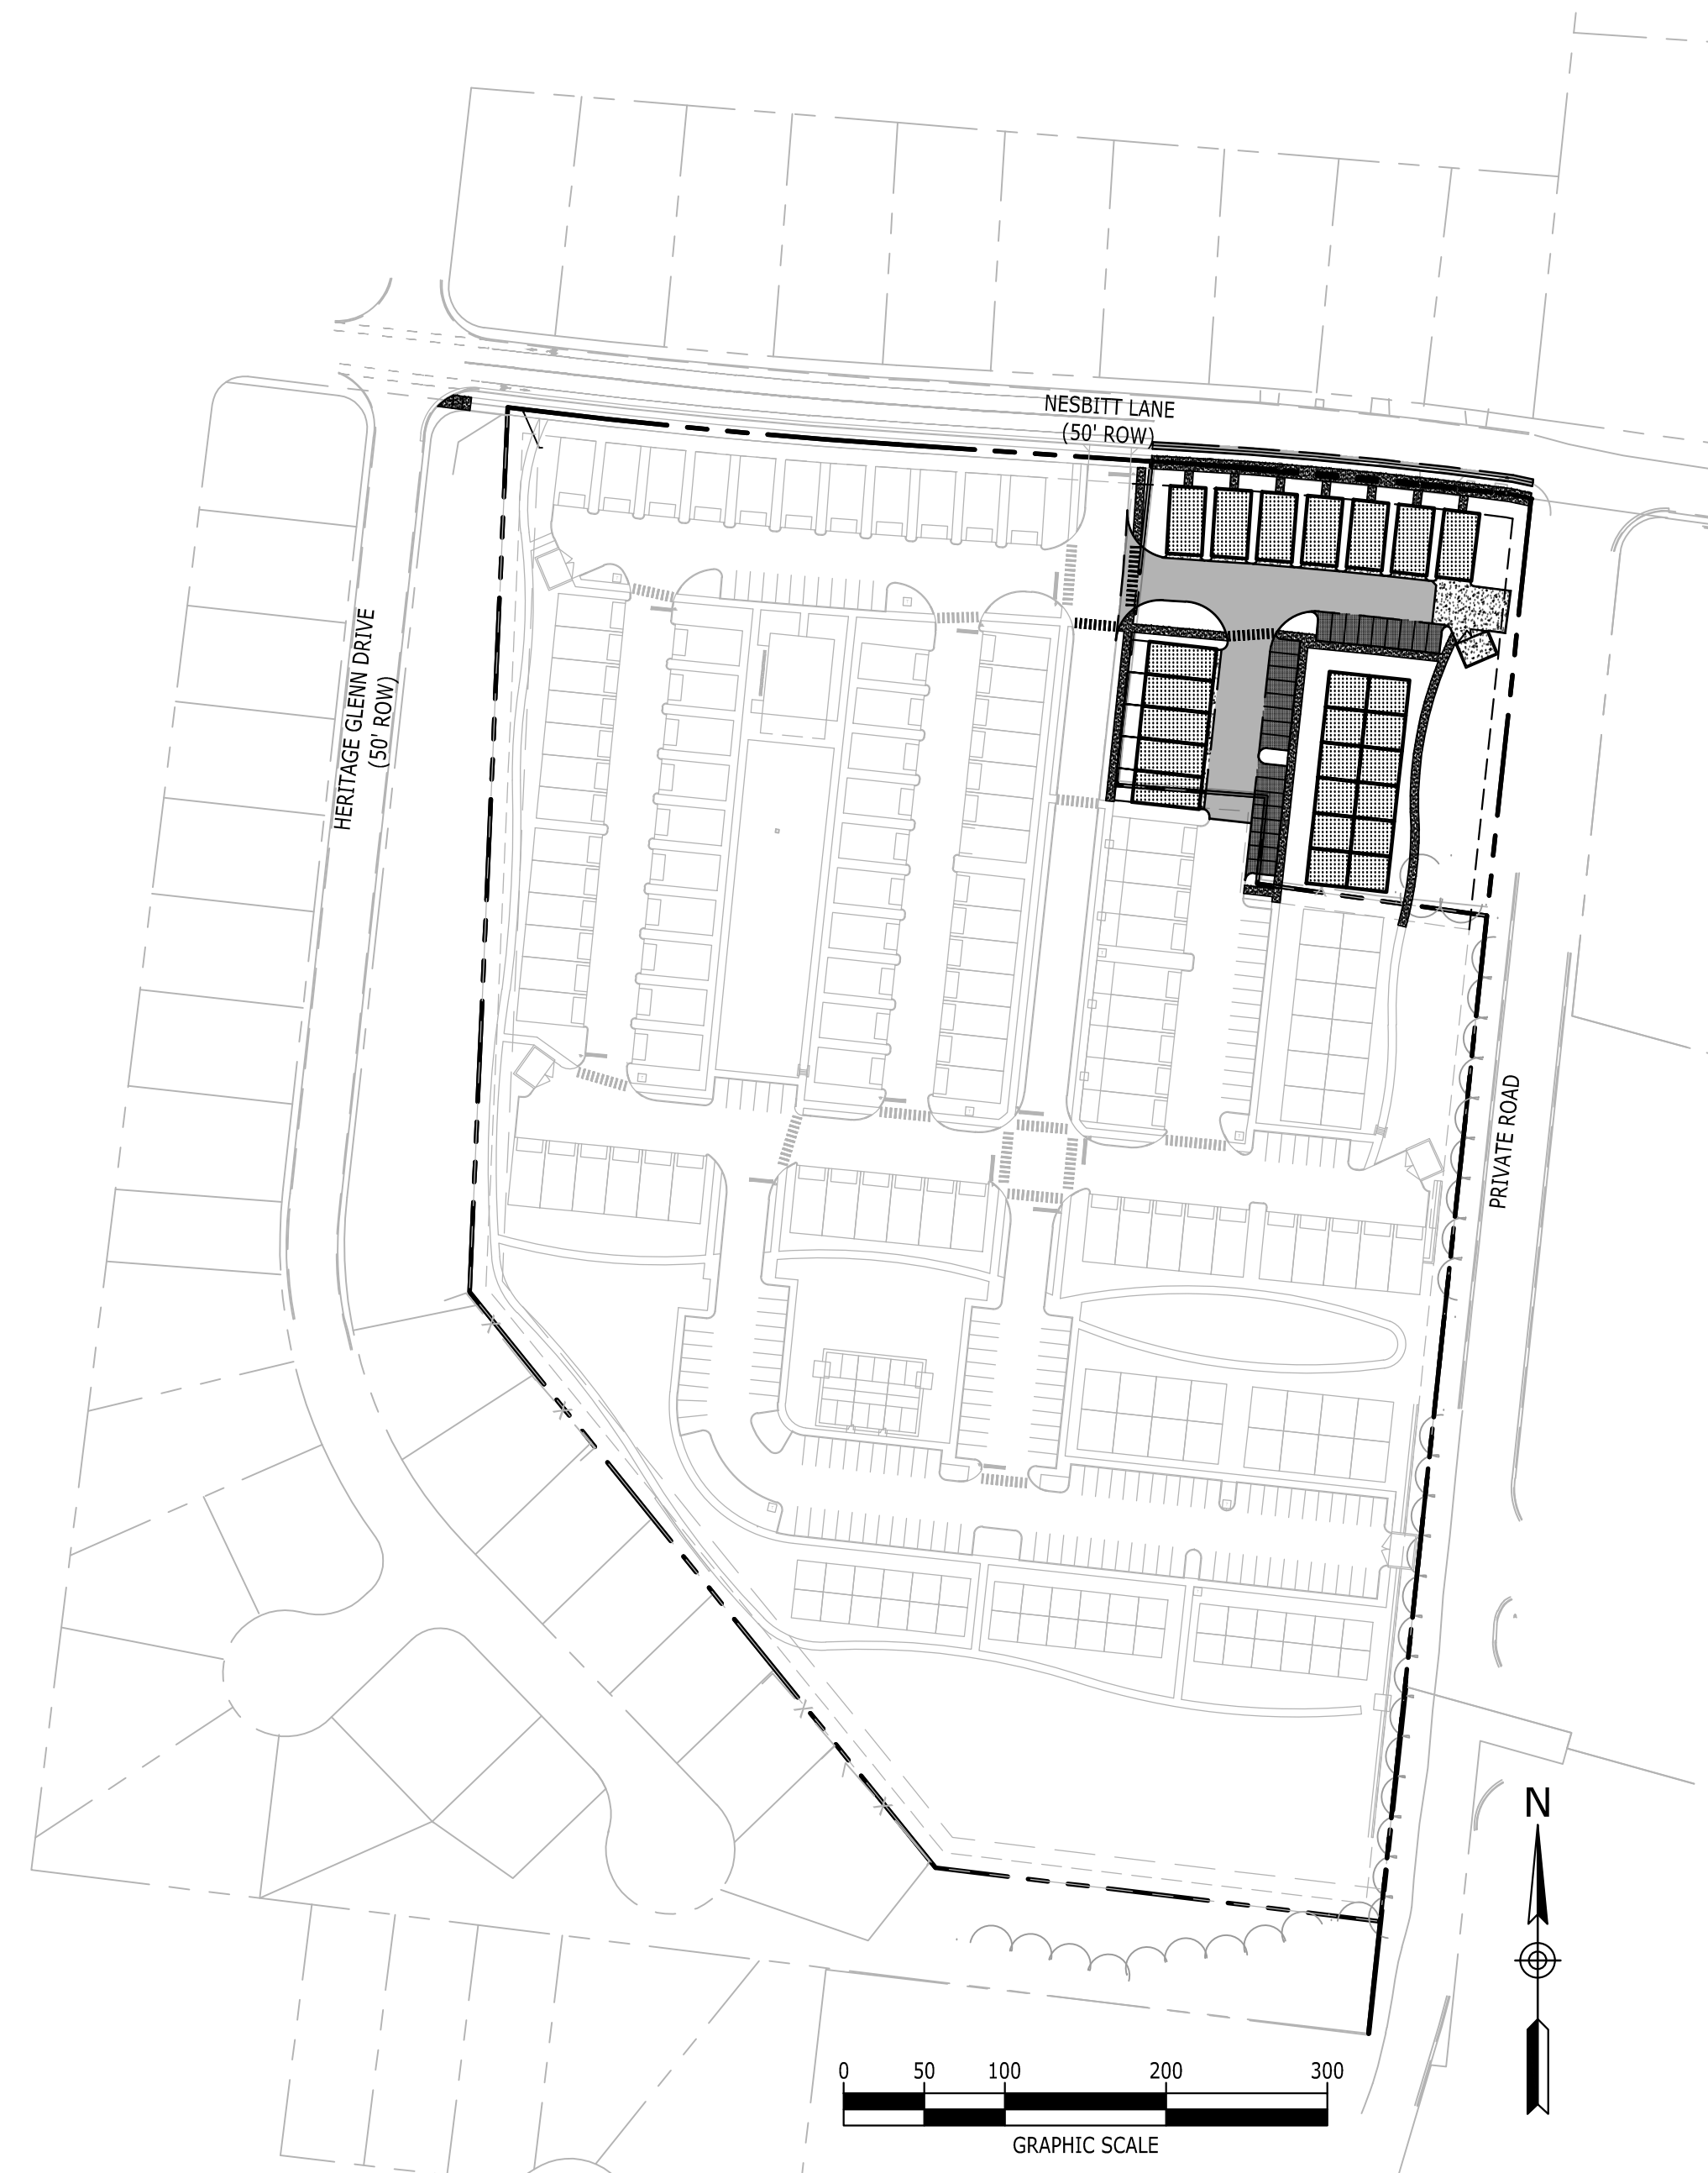 NESBITT LANE
(50' ROW)
HERITAGE GLENN DRIVE
(50' ROW)
PRIVATE ROAD
N
0 50 100 200 300
GRAPHIC SCALE